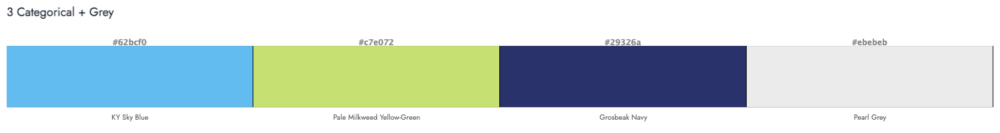 3 Categorical + Grey
#62bcf0 #c7e072 #29326a #ebebeb
KY Sky Blue Pale Milkweed Yellow-Green Grosbeak Navy Pearl Grey